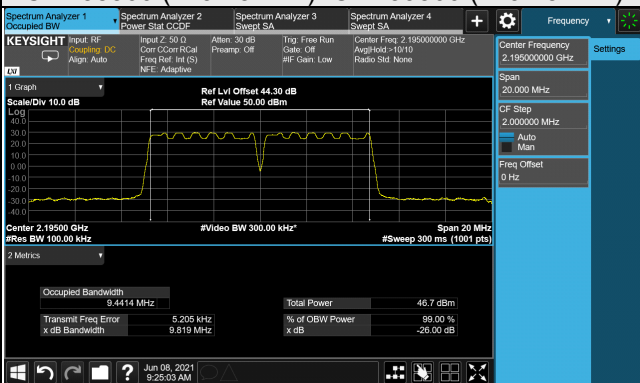 Spectrum Analyzer 1
Occupied BW
Spectrum Analyzer 2
Power Stat CCDF
Spectrum Analyzer 3
Swept SA
Spectrum Analyzer 4
Swept SA
Frequency
KEYSIGHT
Input: RF
Coupling: DC
Align: Auto
Input Z: 50 Ω
Corr CCorr RCal
Freq Ref: Int (S)
NFE: Adaptive
Atten: 30 dB
Preamp: Off
Trig: Free Run
Gate: Off
#IF Gain: Low
Center Freq: 2.195000000 GHz
Avg|Hold:>10/10
Radio Std: None
LXI
Center Frequency
2.195000000 GHz
Settings
Span
20.000 MHz
CF Step
2.000000 MHz
Auto
Man
Freq Offset
0 Hz
1 Graph
Scale/Div 10.0 dB
Ref Lvl Offset 44.30 dB
Ref Value 50.00 dBm
Log
40.0
30.0
20.0
10.0
0.00
-10.0
-20.0
-30.0
-40.0
Center 2.19500 GHz
#Res BW 100.00 kHz
#Video BW 300.00 kHz*
Span 20 MHz
#Sweep 300 ms (1001 pts)
2 Metrics
Occupied Bandwidth
9.4414 MHz
Total Power 46.7 dBm
Transmit Freq Error 5.205 kHz
% of OBW Power 99.00 %
x dB Bandwidth 9.819 MHz
x dB -26.00 dB
Jun 08, 2021
9:25:03 AM